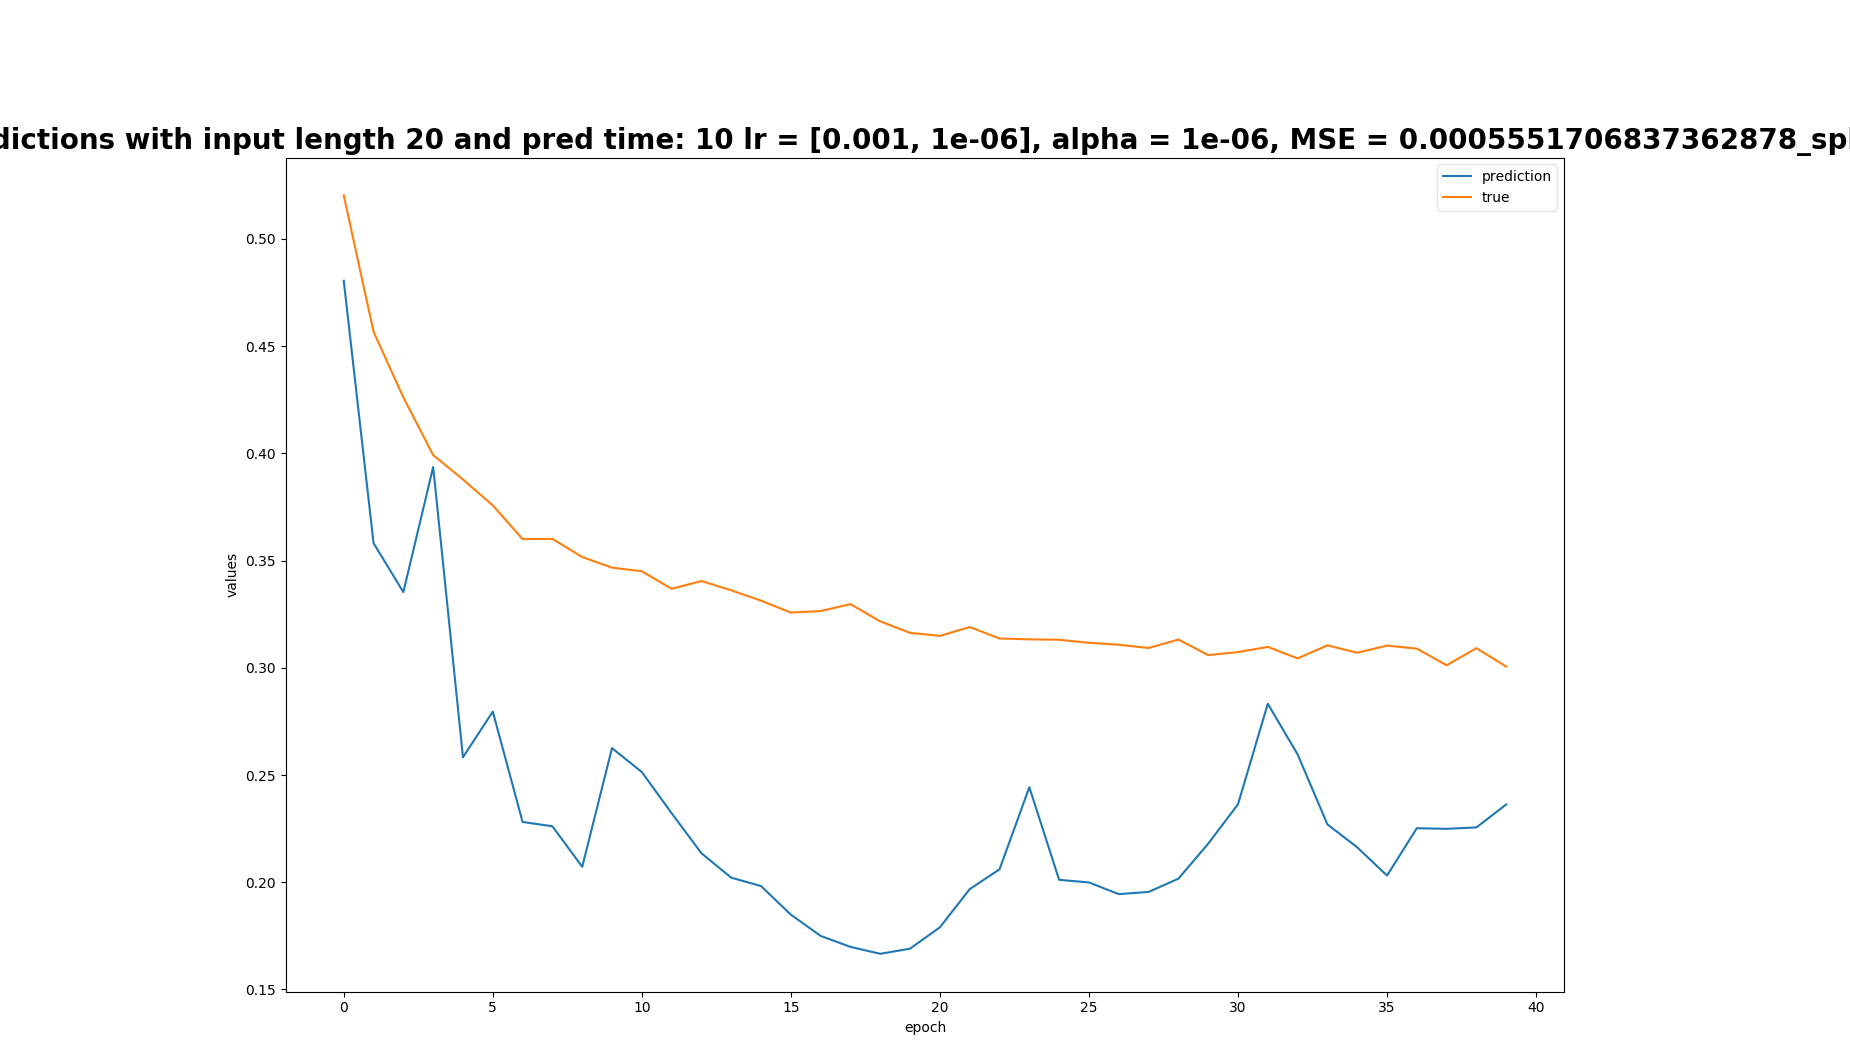 dictions with input length 20 and pred time: 10 lr = [0.001, 1e-06], alpha = 1e-06, MSE = 0.0005551706837362878_spl
prediction
true
0.50
0.45
0.40
0.35
0.30
0.25
0.20
0.15
values
0 5 10 15 20 25 30 35 40
epoch